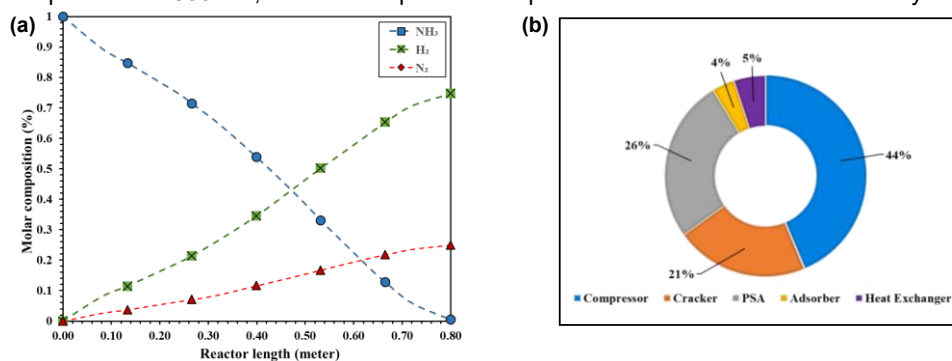 (a)
NH₃
H₂
N₂
Molar composition (%)
1
0.9
0.8
0.7
0.6
0.5
0.4
0.3
0.2
0.1
0
0.00 0.10 0.20 0.30 0.40 0.50 0.60 0.70 0.80
Reactor length (meter)
(b)
4% 5%
26% 44%
21%
Compressor Cracker PSA Adsorber Heat Exchanger